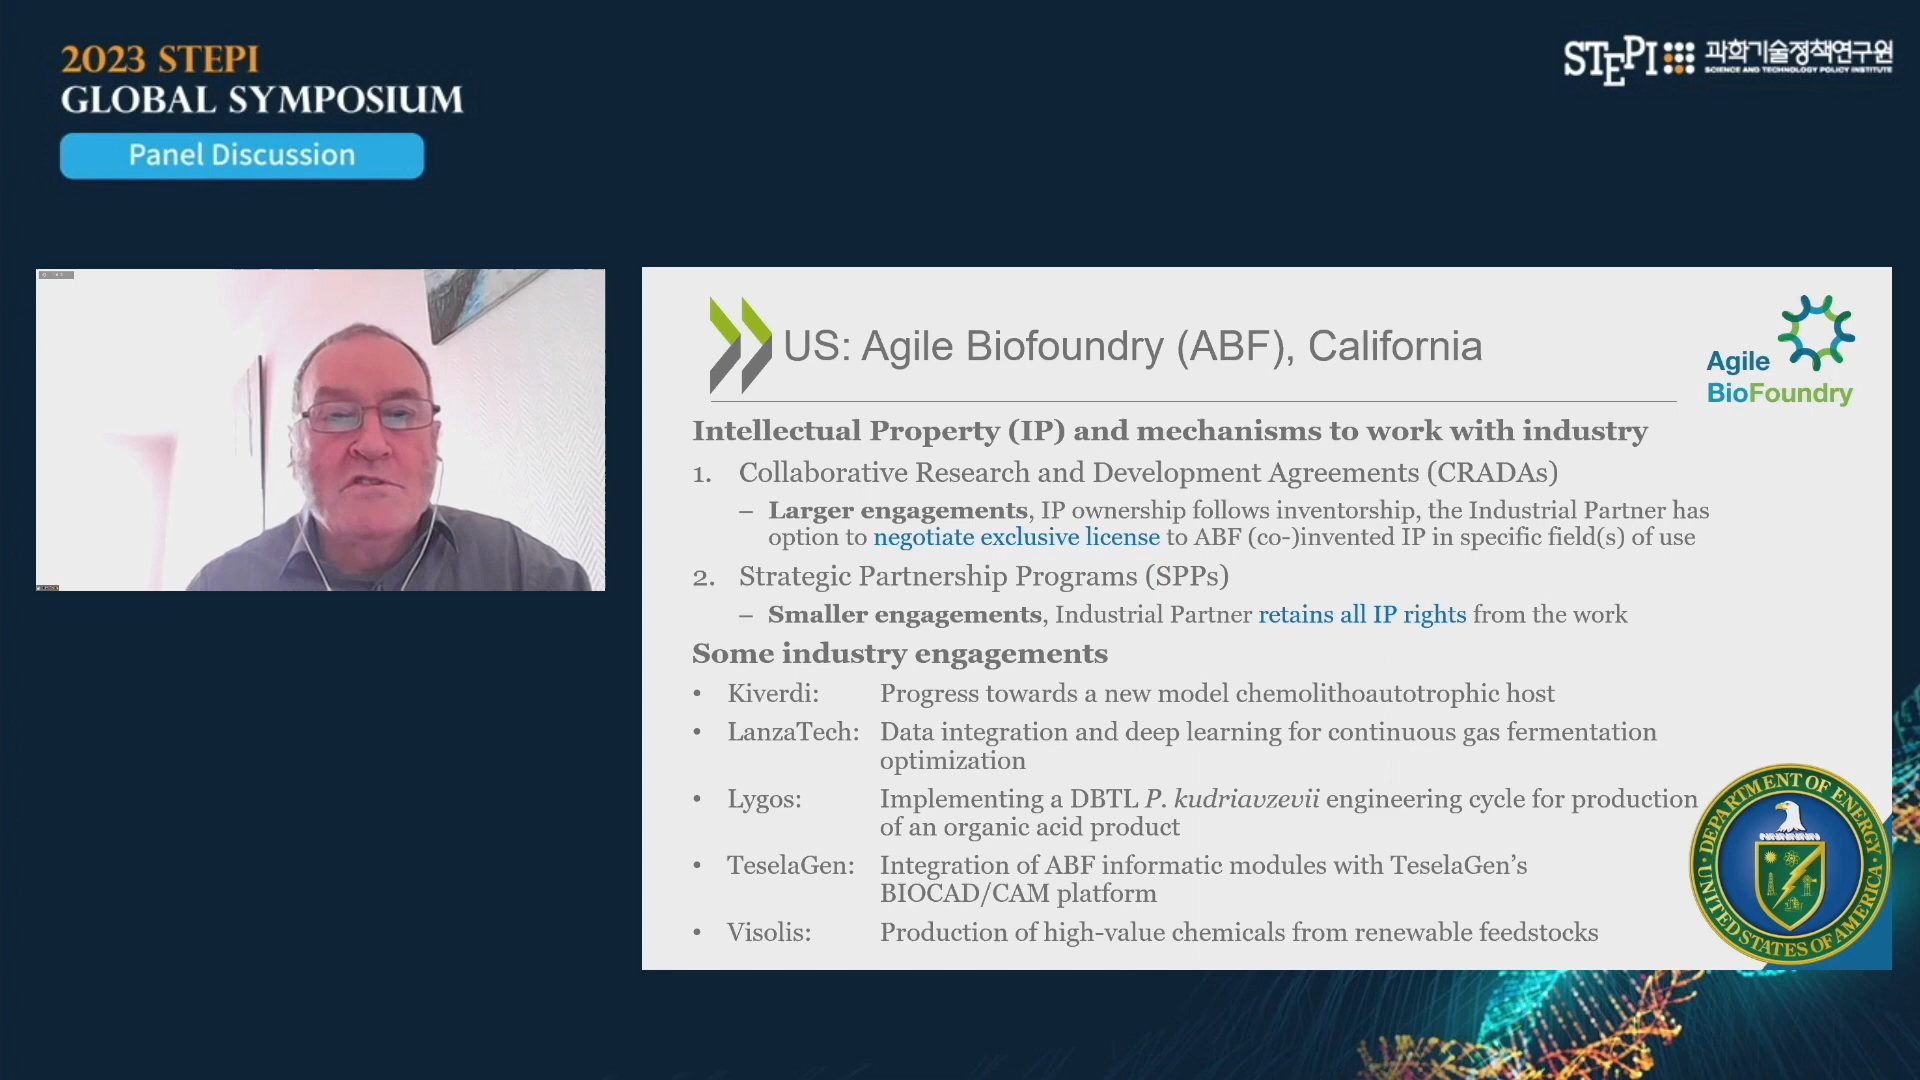 2023 STEPI
GLOBAL SYMPOSIUM
Panel Discussion
STEPI 과학기술정책연구원
SCIENCE AND TECHNOLOGY POLICY INSTITUTE
US: Agile Biofoundry (ABF), California
Agile
BioFoundry
Intellectual Property (IP) and mechanisms to work with industry
1. Collaborative Research and Development Agreements (CRADAs)
– Larger engagements, IP ownership follows inventorship, the Industrial Partner has
option to negotiate exclusive license to ABF (co-)invented IP in specific field(s) of use
2. Strategic Partnership Programs (SPPs)
– Smaller engagements, Industrial Partner retains all IP rights from the work
Some industry engagements
• Kiverdi: Progress towards a new model chemolithoautotrophic host
• LanzaTech: Data integration and deep learning for continuous gas fermentation
optimization
• Lygos: Implementing a DBTL P. kudriavzevii engineering cycle for production
of an organic acid product
• TeselaGen: Integration of ABF informatic modules with TeselaGen's
BIOCAD/CAM platform
• Visolis: Production of high-value chemicals from renewable feedstocks
DEPARTMENT OF ENERGY
UNITED STATES OF AMERICA